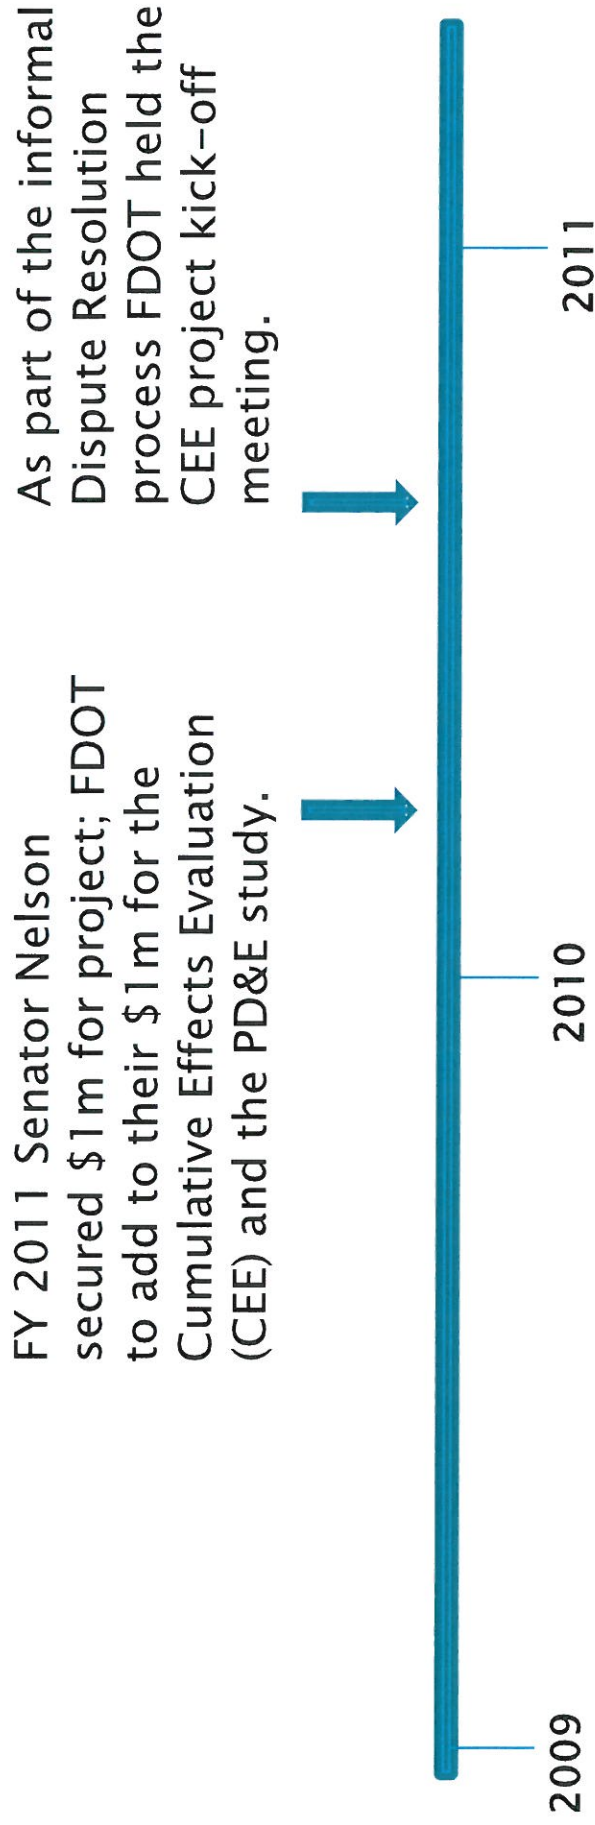 FY 2011 Senator Nelson
secured $1m for project; FDOT
to add to their $1m for the
Cumulative Effects Evaluation
(CEE) and the PD&E study.
As part of the informal
Dispute Resolution
process FDOT held the
CEE project kick-off
meeting.
2009
2010
2011